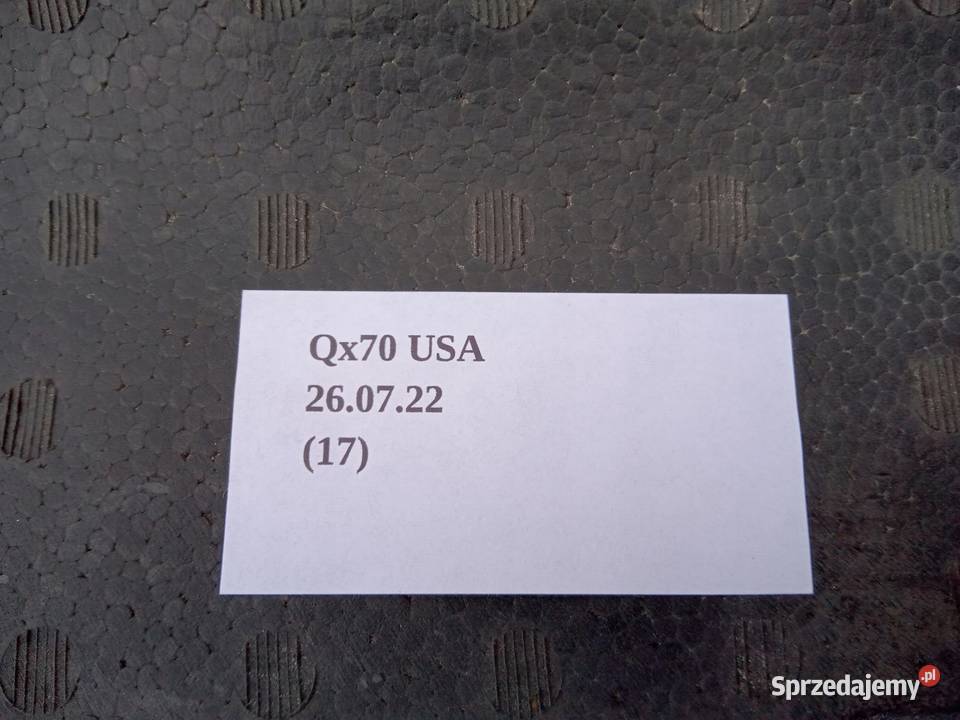 Qx70 USA
26.07.22
(17)
Sprzedajemy.pl